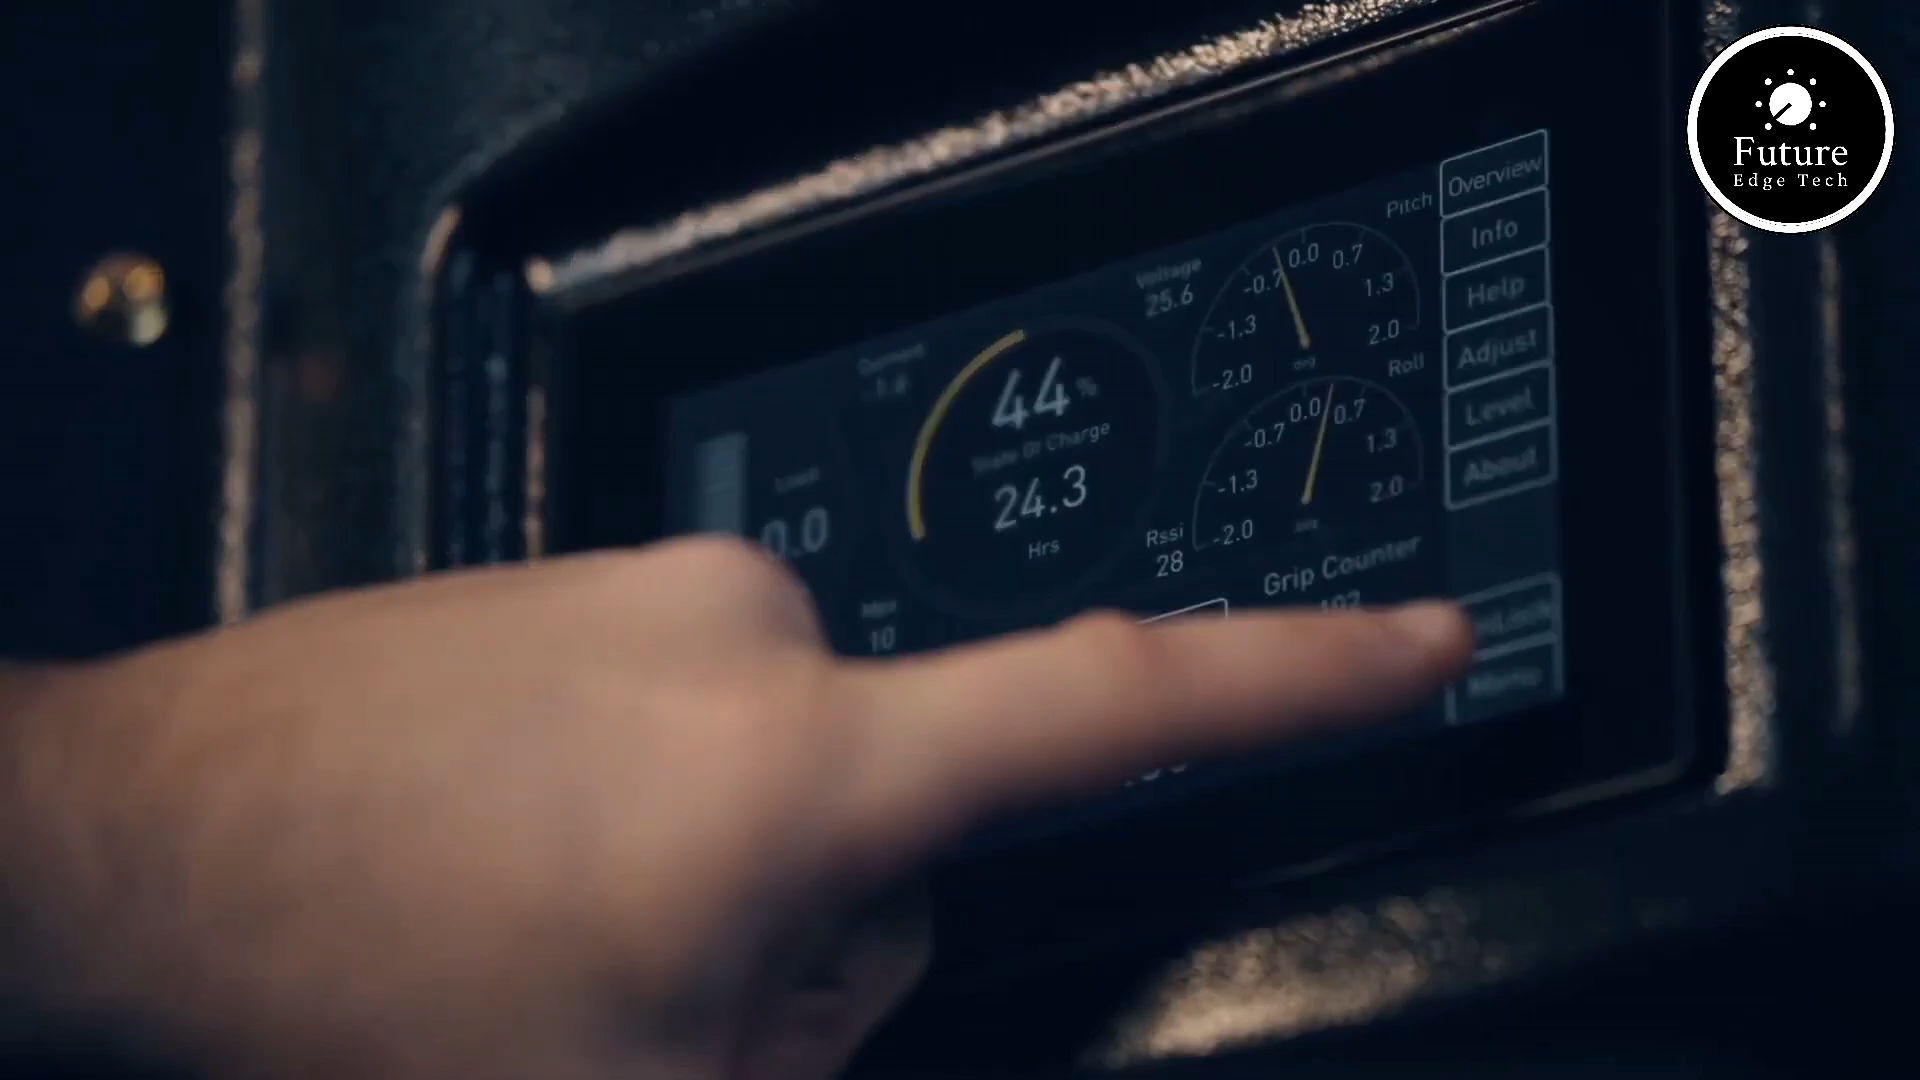 Future
Edge Tech
Overview
Info
Help
Adjust
Level
About
Pitch
Voltage
25.6
-2.0
-1.3
-0.7
0.0
0.7
1.3
2.0
deg
Roll
-2.0
-1.3
-0.7
0.0
0.7
1.3
2.0
Current
44%
State Of Charge
24.3
Hrs
0.0
Rssi
28
Grip Counter
Max
10